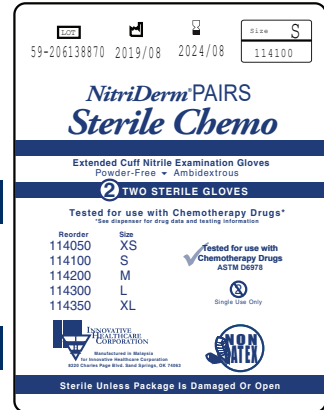 LOT
59-206138870 2019/08 2024/08
Size S
114100
NitriDerm® PAIRS
Sterile Chemo
Extended Cuff Nitrile Examination Gloves
Powder-Free Ambidextrous
2 TWO STERILE GLOVES
Tested for use with Chemotherapy Drugs*
*See dispenser for drug data and testing information
Reorder Size
114050 XS
114100 S
114200 M
114300 L
114350 XL
Tested for use with
Chemotherapy Drugs
ASTM D6978
2
Single Use Only
INNOVATIVE
HEALTHCARE
CORPORATION
Manufactured in Malaysia
for Innovative Healthcare Corporation
8220 Charles Page Blvd. Sand Springs, OK 74063
NON
LATEX
Sterile Unless Package Is Damaged Or Open